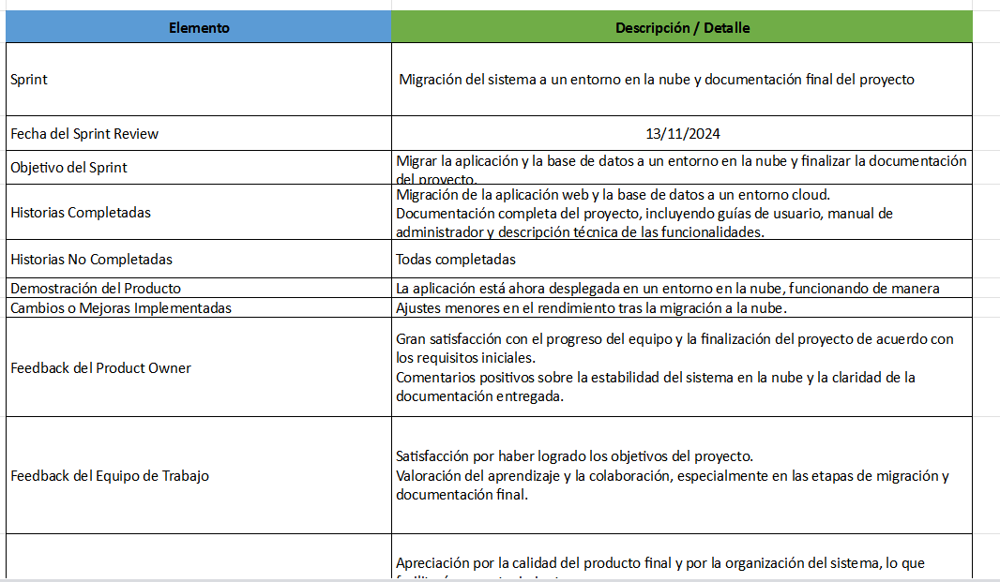 Elemento
Descripción / Detalle
Sprint
Migración del sistema a un entorno en la nube y documentación final del proyecto
Fecha del Sprint Review
13/11/2024
Objetivo del Sprint
Migrar la aplicación y la base de datos a un entorno en la nube y finalizar la documentación
del proyecto.
Historias Completadas
Migración de la aplicación web y la base de datos a un entorno cloud.
Documentación completa del proyecto, incluyendo guías de usuario, manual de
administrador y descripción técnica de las funcionalidades.
Historias No Completadas
Todas completadas
Demostración del Producto
La aplicación está ahora desplegada en un entorno en la nube, funcionando de manera
Cambios o Mejoras Implementadas
Ajustes menores en el rendimiento tras la migración a la nube.
Feedback del Product Owner
Gran satisfacción con el progreso del equipo y la finalización del proyecto de acuerdo con
los requisitos iniciales.
Comentarios positivos sobre la estabilidad del sistema en la nube y la claridad de la
documentación entregada.
Feedback del Equipo de Trabajo
Satisfacción por haber logrado los objetivos del proyecto.
Valoración del aprendizaje y la colaboración, especialmente en las etapas de migración y
documentación final.
Apreciación por la calidad del producto final y por la organización del sistema, lo que